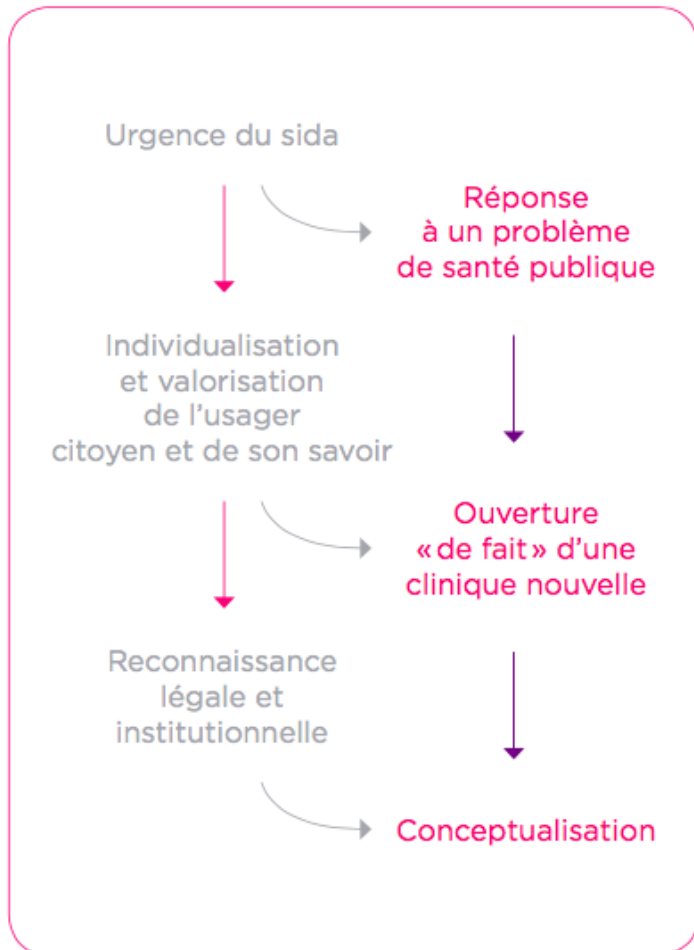 Urgence du sida
Réponse
à un problème
de santé publique
Individualisation
et valorisation
de l'usager
citoyen et de son savoir
Ouverture
«de fait» d'une
clinique nouvelle
Reconnaissance
légale et
institutionnelle
Conceptualisation